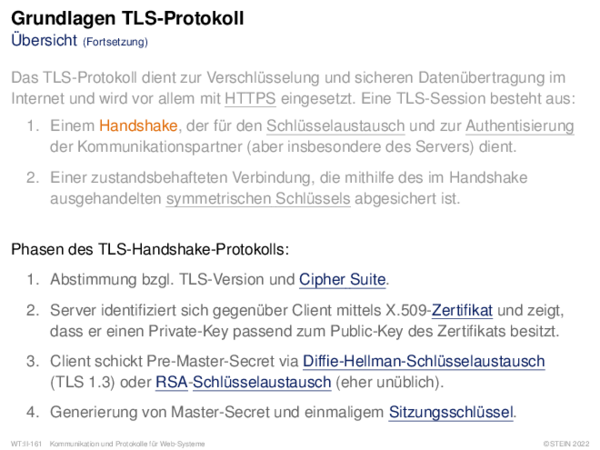 Grundlagen TLS-Protokoll
Übersicht (Fortsetzung)
Das TLS-Protokoll dient zur Verschlüsselung und sicheren Datenübertragung im
Internet und wird vor allem mit HTTPS eingesetzt. Eine TLS-Session besteht aus:
1. Einem Handshake, der für den Schlüsselaustausch und zur Authentisierung
der Kommunikationspartner (aber insbesondere des Servers) dient.
2. Einer zustandsbehafteten Verbindung, die mithilfe des im Handshake
ausgehandelten symmetrischen Schlüssels abgesichert ist.
Phasen des TLS-Handshake-Protokolls:
1. Abstimmung bzgl. TLS-Version und Cipher Suite.
2. Server identifiziert sich gegenüber Client mittels X.509-Zertifikat und zeigt,
dass er einen Private-Key passend zum Public-Key des Zertifikats besitzt.
3. Client schickt Pre-Master-Secret via Diffie-Hellman-Schlüsselaustausch
(TLS 1.3) oder RSA-Schlüsselaustausch (eher unüblich).
4. Generierung von Master-Secret und einmaligem Sitzungsschlüssel.
WT:II-161 Kommunikation und Protokolle für Web-Systeme ©STEIN 2022